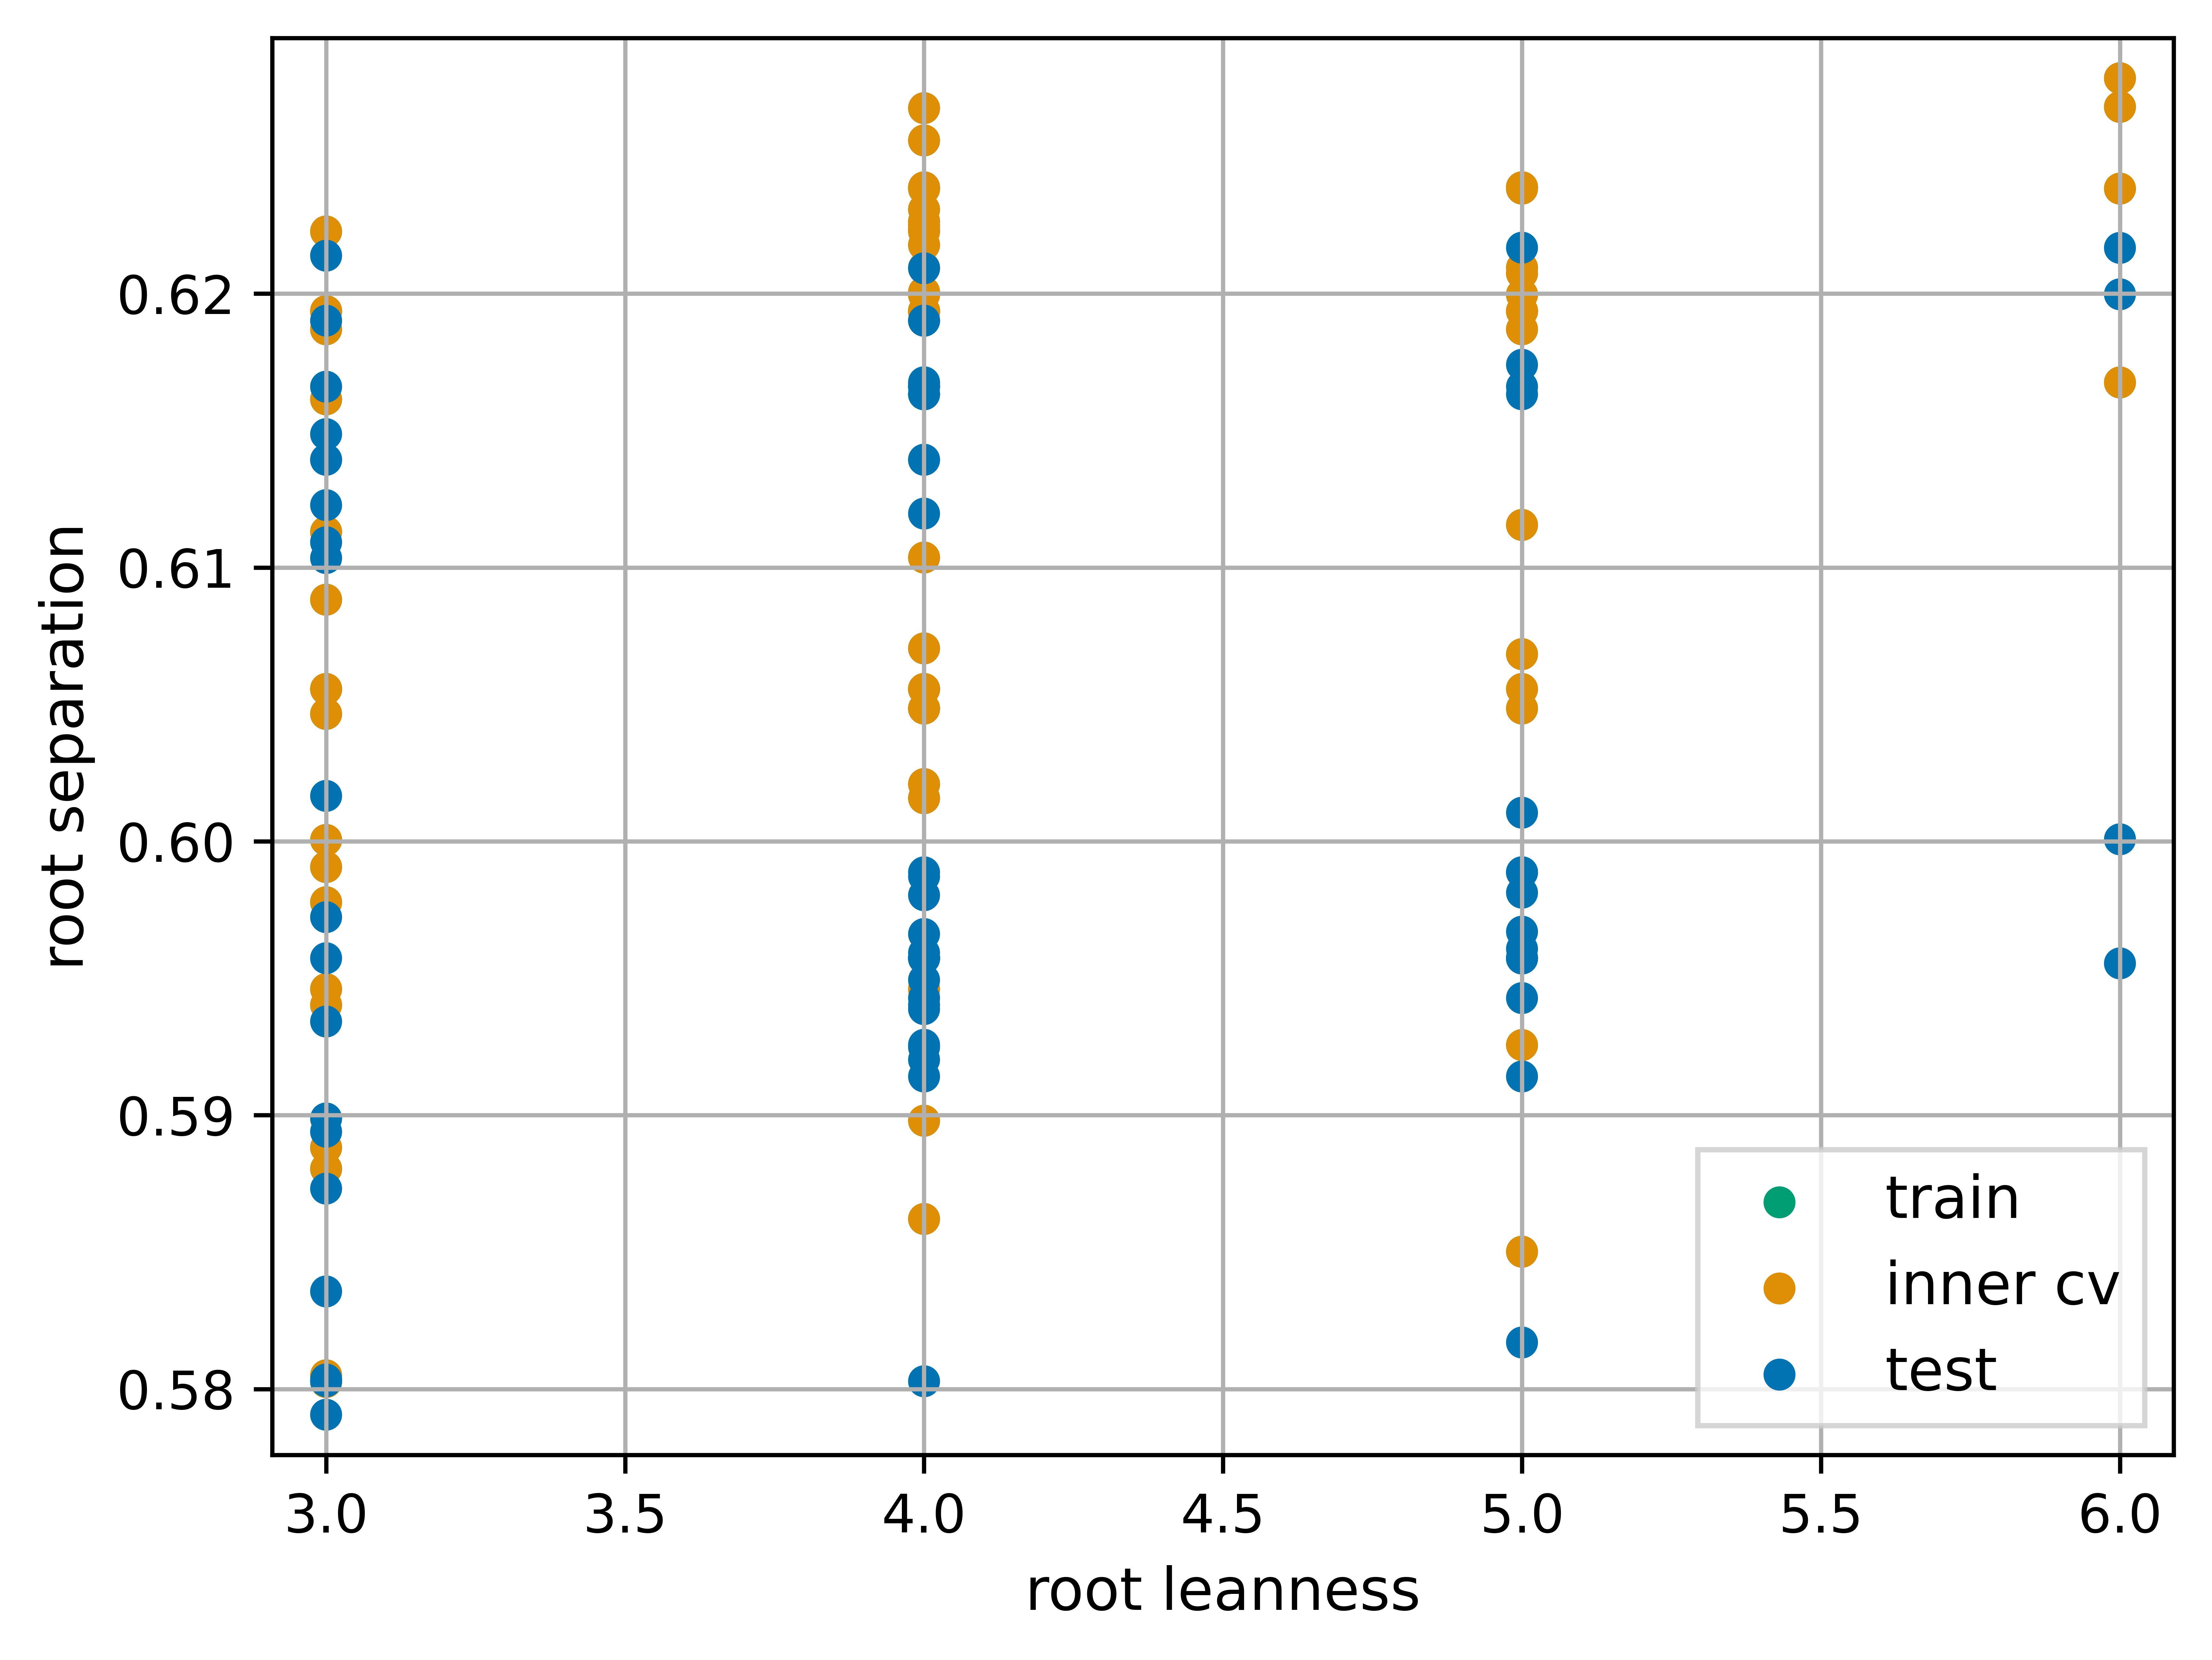 root separation
0.62
0.61
0.60
0.59
0.58
3.0 3.5 4.0 4.5 5.0 5.5 6.0
root leanness
train
inner cv
test